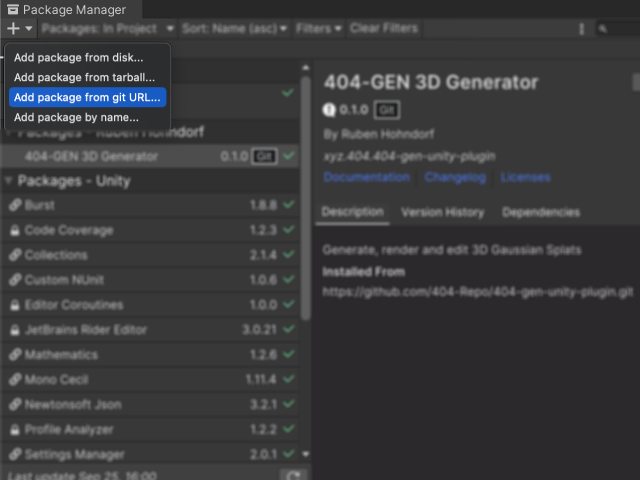 Package Manager
Packages: In Project
Sort: Name (asc)
Filters
Clear Filters
Add package from disk...
Add package from tarball...
Add package from git URL...
Add package by name...
Packages - Ruben Hohndorf
404-GEN 3D Generator 0.1.0 Git
Packages - Unity
Burst 1.8.8
Code Coverage 1.2.3
Collections 2.1.4
Custom NUnit 1.0.6
Editor Coroutines 1.0.0
JetBrains Rider Editor 3.0.21
Mathematics 1.2.6
Mono Cecil 1.11.4
Newtonsoft Json 3.2.1
Profile Analyzer 1.2.2
Settings Manager 2.0.1
Last update Sep 25, 16:00
404-GEN 3D Generator
0.1.0 Git
By Ruben Hohndorf
xyz.404.404-gen-unity-plugin
Documentation Changelog Licenses
Description Version History Dependencies
Generate, render and edit 3D Gaussian Splats
Installed From
https://github.com/404-Repo/404-gen-unity-plugin.git